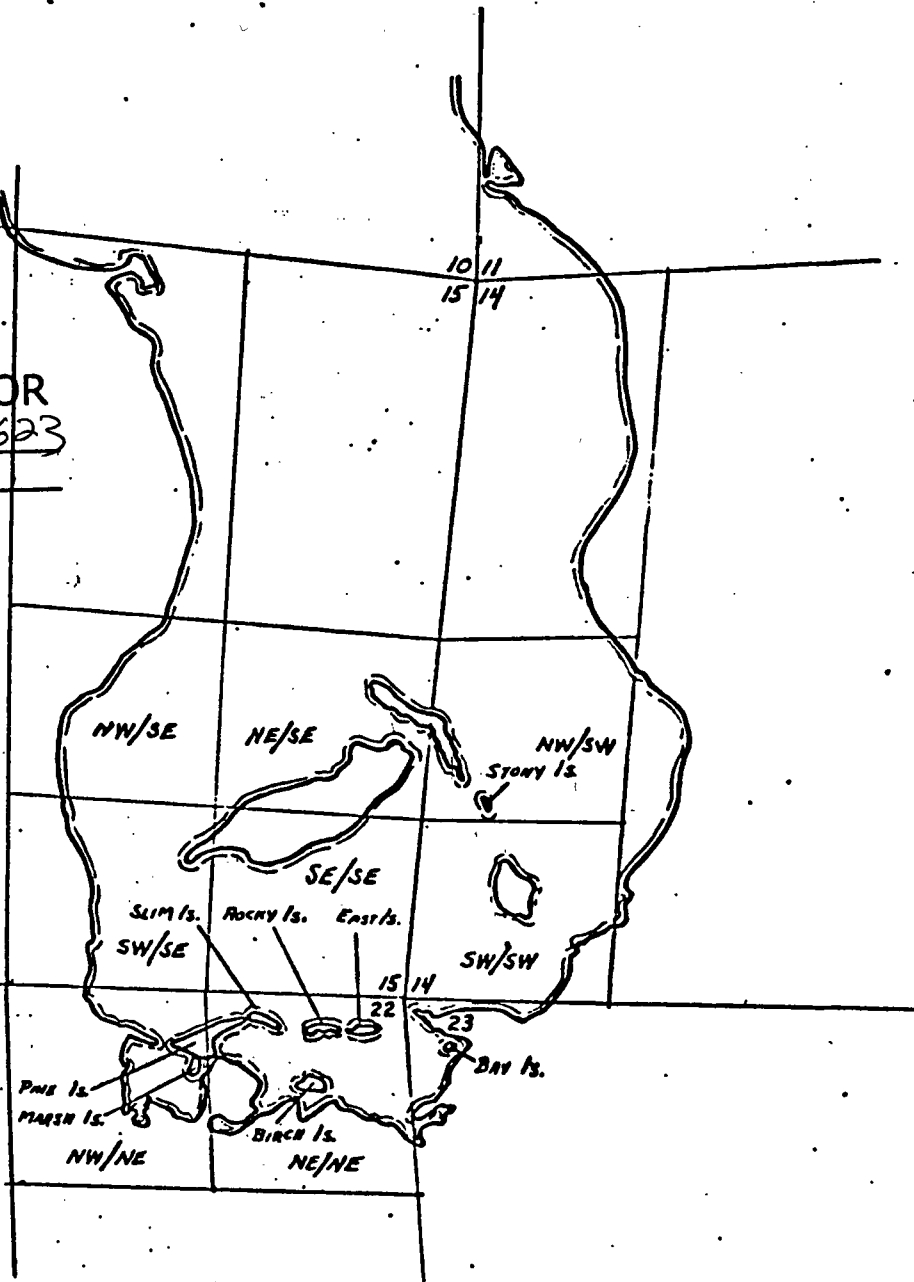 10 11
15 14
OR
623
NW/SE
NE/SE
NW/SW
STONY IS.
SE/SE
SLIM IS.
ROCKY IS.
EAST IS.
SW/SE
SW/SW
15 14
22
23
BAY IS.
PINE IS.
MARSH IS.
BIRCH IS.
NW/NE
NE/NE